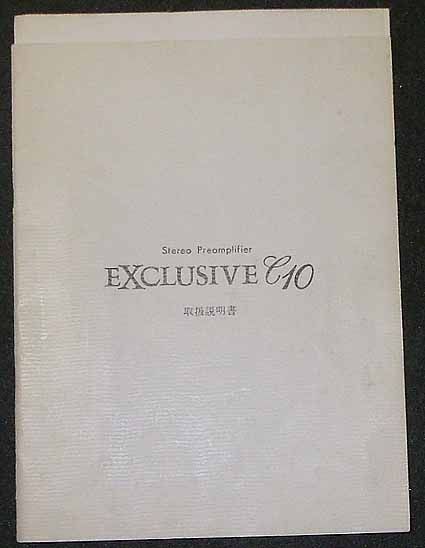 Stereo Preamplifier
EXCLUSIVE C10
取扱説明書